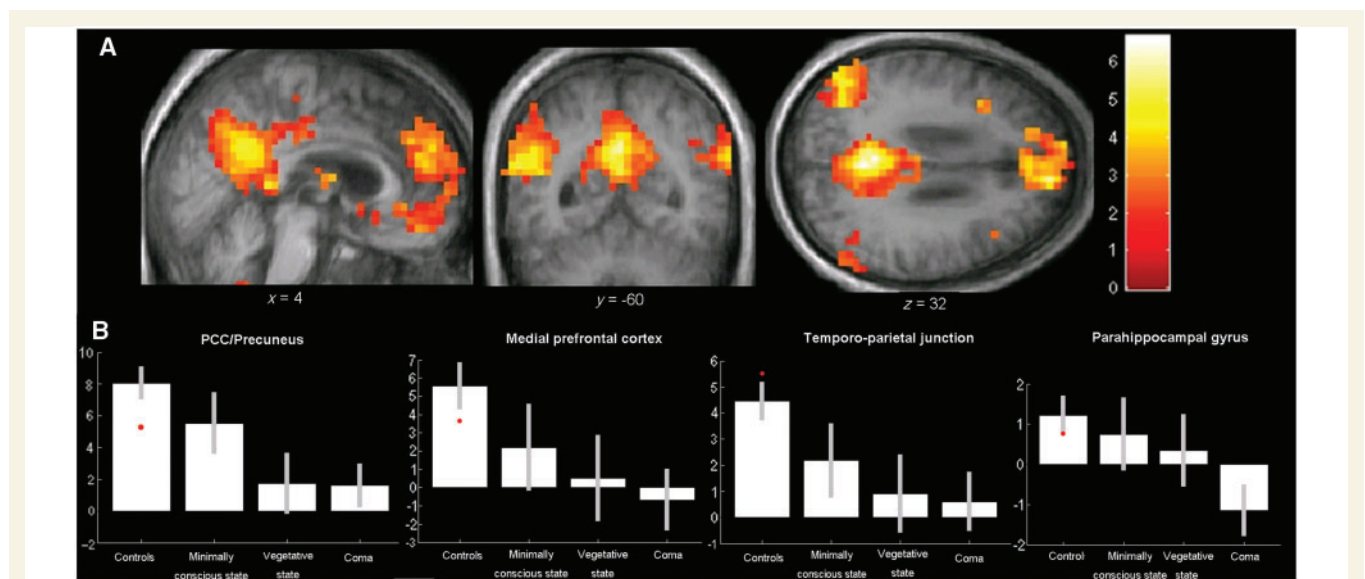 A
6
5
4
3
2
1
0
x = 4
y = -60
z = 32
B
PCC/Precuneus
Medial prefrontal cortex
Temporo-parietal junction
Parahippocampal gyrus
10
8
6
4
2
0
−2
Controls
Minimally
conscious state
Vegetative
state
Coma
7
6
5
4
3
2
1
0
-1
-2
-3
Controls
Minimally
conscious state
Vegetative
state
Coma
6
5
4
3
2
1
0
-1
Controls
Minimally
conscious state
Vegetative
state
Coma
2
1
0
-1
-2
Control
Minimally
conscious state
Vegetative
state
Coma